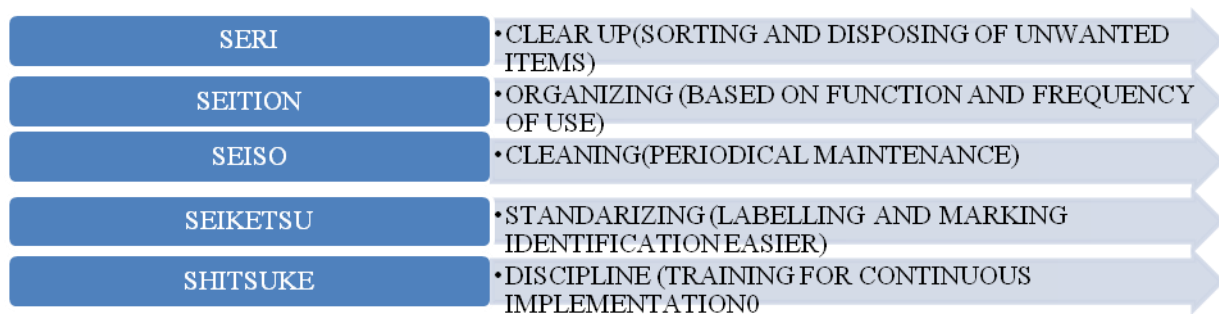 SERI
•CLEAR UP(SORTING AND DISPOSING OF UNWANTED
ITEMS)
SEITION
•ORGANIZING (BASED ON FUNCTION AND FREQUENCY
OF USE)
SEISO
•CLEANING(PERIODICAL MAINTENANCE)
SEIKETSU
•STANDARIZING (LABELLING AND MARKING
IDENTIFICATION EASIER)
SHITSUKE
•DISCIPLINE (TRAINING FOR CONTINUOUS
IMPLEMENTATION0